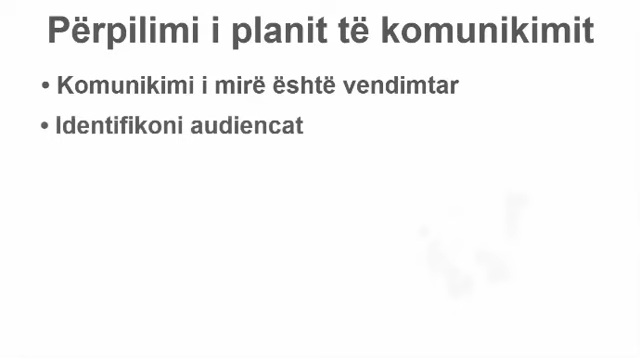 Përpilimi i planit të komunikimit
• Komunikimi i mirë është vendimtar
• Identifikoni audiencat